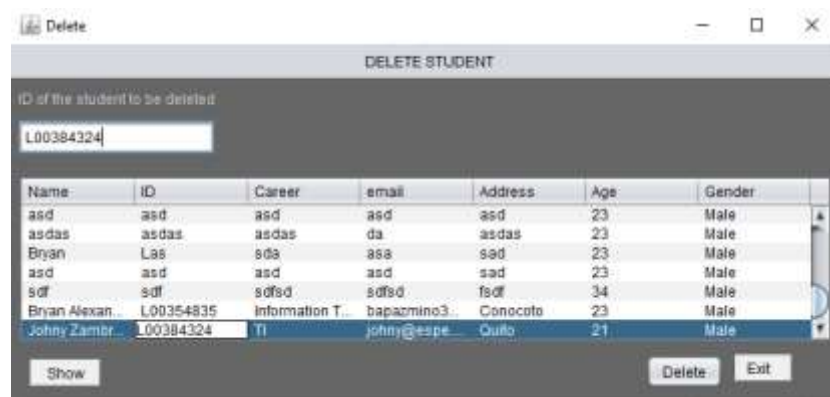 Delete
DELETE STUDENT
ID of the student to be deleted
L00384324
Name ID Career email Address Age Gender
asd asd asd asd asd 23 Male
asdas asdas asdas da asdas 23 Male
Bryan Las sda asa sad 23 Male
asd asd asd asd sad 23 Male
sdf sdf sdfsd sdfsd fsdf 34 Male
Bryan Alexan... L00354835 Information T... bapazmino3... Conocoto 23 Male
Johny Zambr... L00384324 TI johny@espe... Quito 21 Male
Show Delete Exit